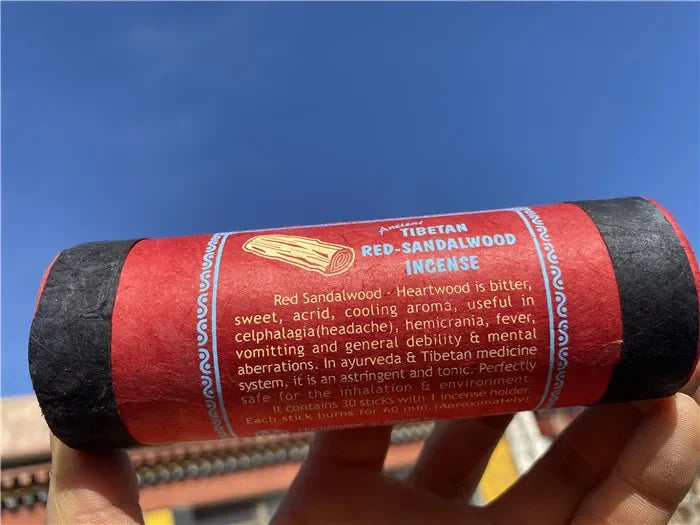 Ancient
TIBETAN
RED-SANDALWOOD
INCENSE
Red Sandalwood - Heartwood is bitter,
sweet, acrid, cooling aroma, useful in
celphalagia(headache), hemicrania, fever,
vomitting and general debility & mental
aberrations. In ayurveda & Tibetan medicine
system, it is an astringent and tonic. Perfectly
safe for the inhalation & environment.
It contains 30 sticks with 1 incense holder.
Each stick burns for 60 min. (Aproximately)